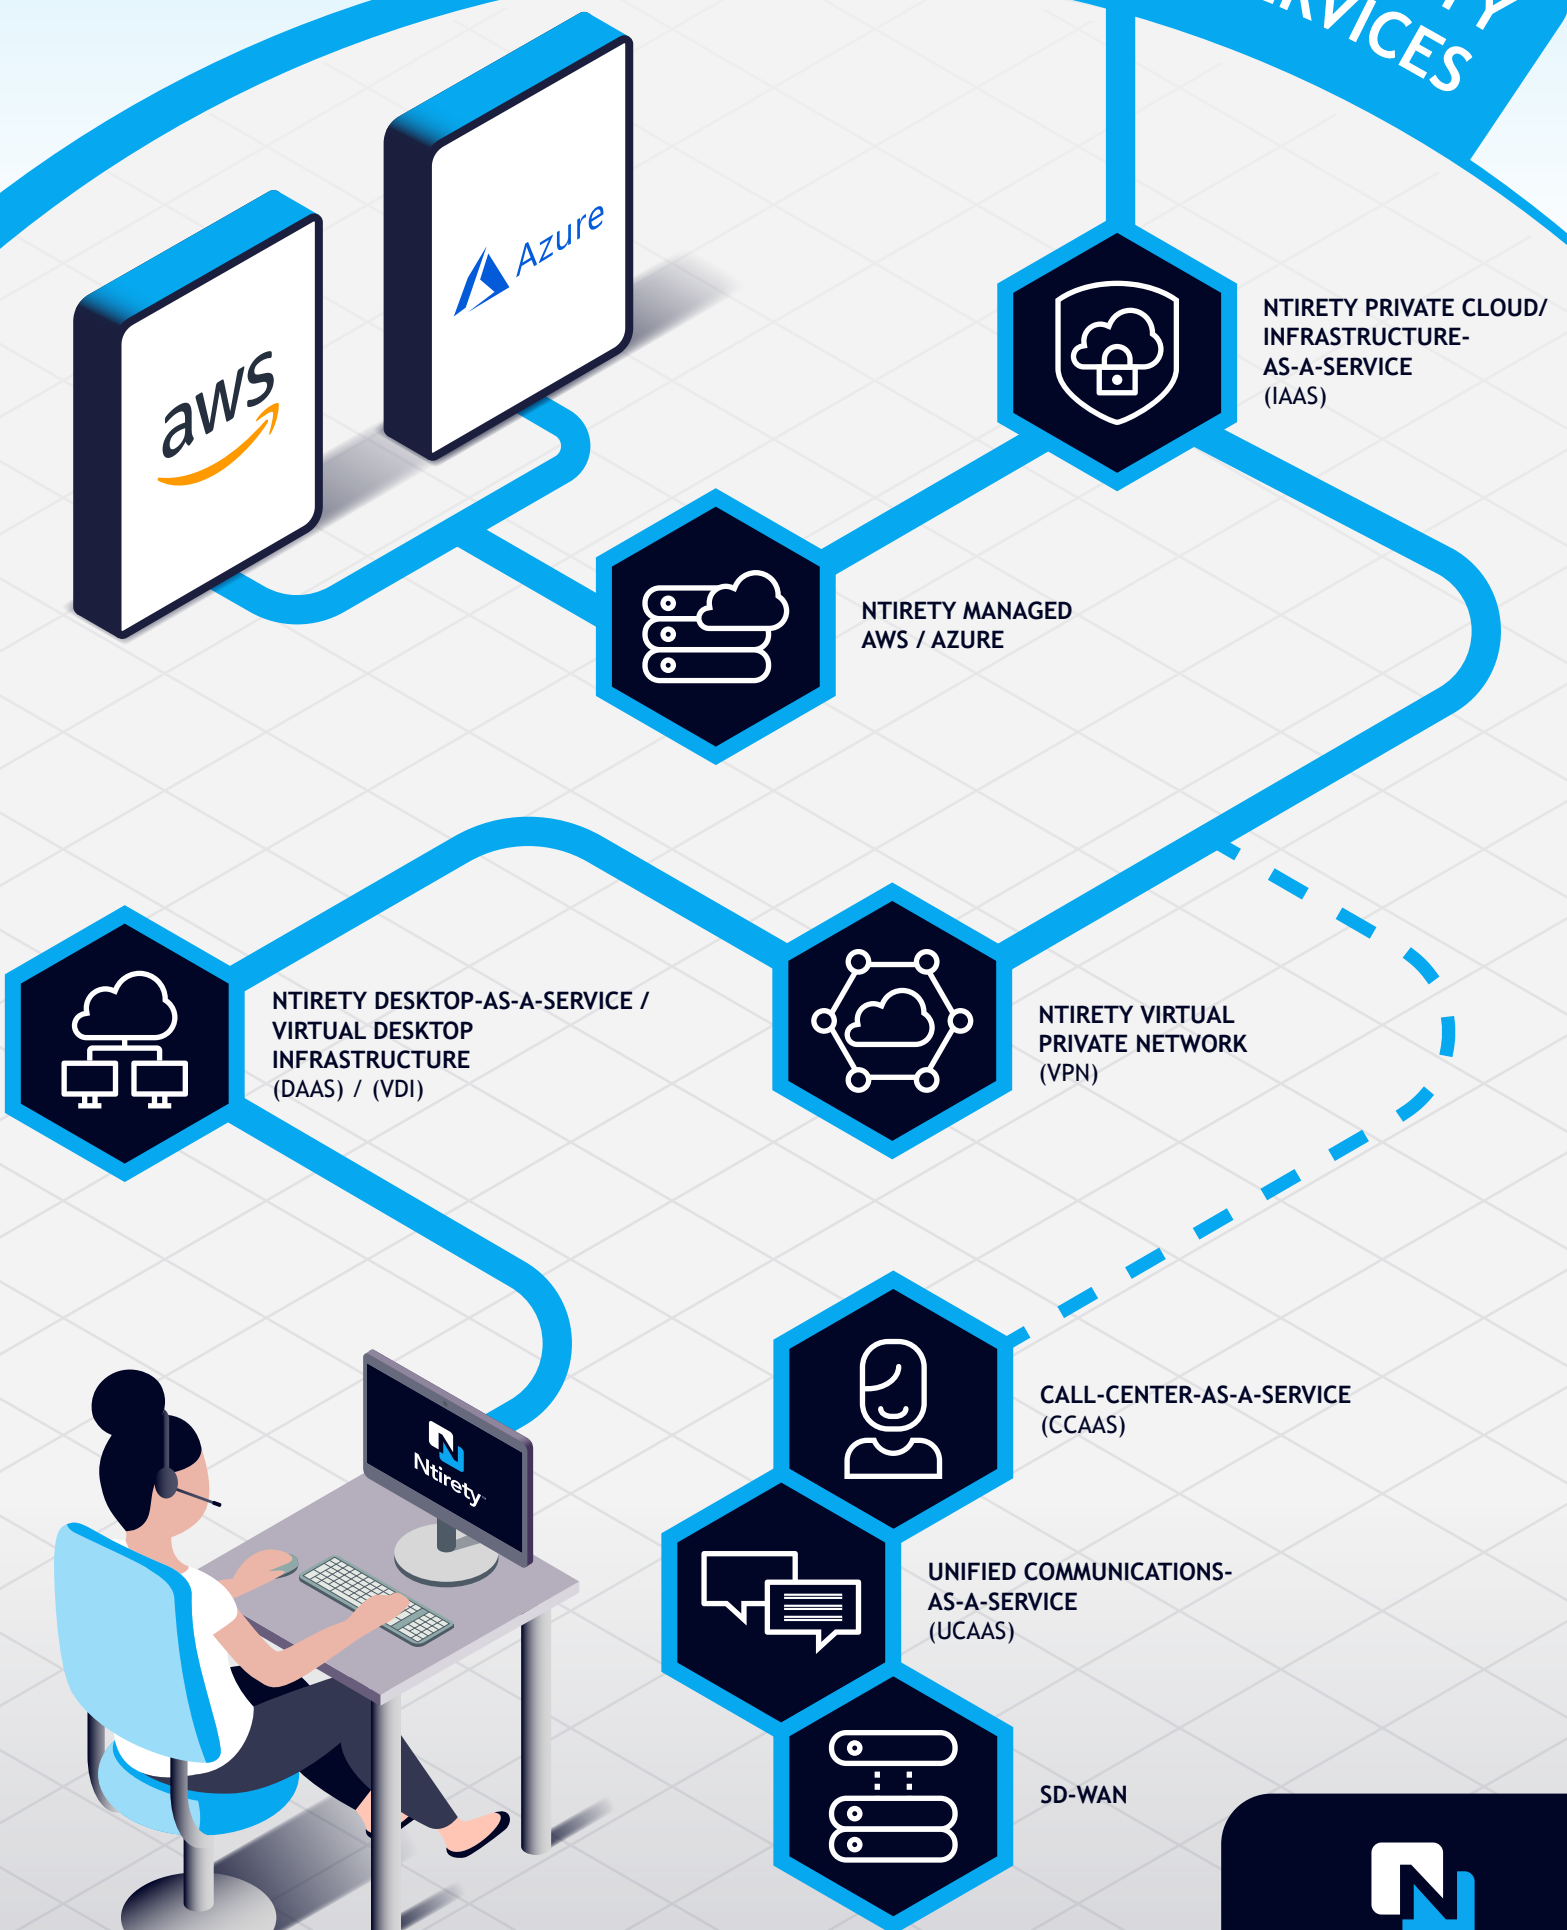 SERVICES
Azure
aws
NTIRETY PRIVATE CLOUD/
INFRASTRUCTURE-
AS-A-SERVICE
(IAAS)
NTIRETY MANAGED
AWS / AZURE
NTIRETY DESKTOP-AS-A-SERVICE /
VIRTUAL DESKTOP
INFRASTRUCTURE
(DAAS) / (VDI)
NTIRETY VIRTUAL
PRIVATE NETWORK
(VPN)
CALL-CENTER-AS-A-SERVICE
(CCAAS)
Ntirety
UNIFIED COMMUNICATIONS-
AS-A-SERVICE
(UCAAS)
SD-WAN